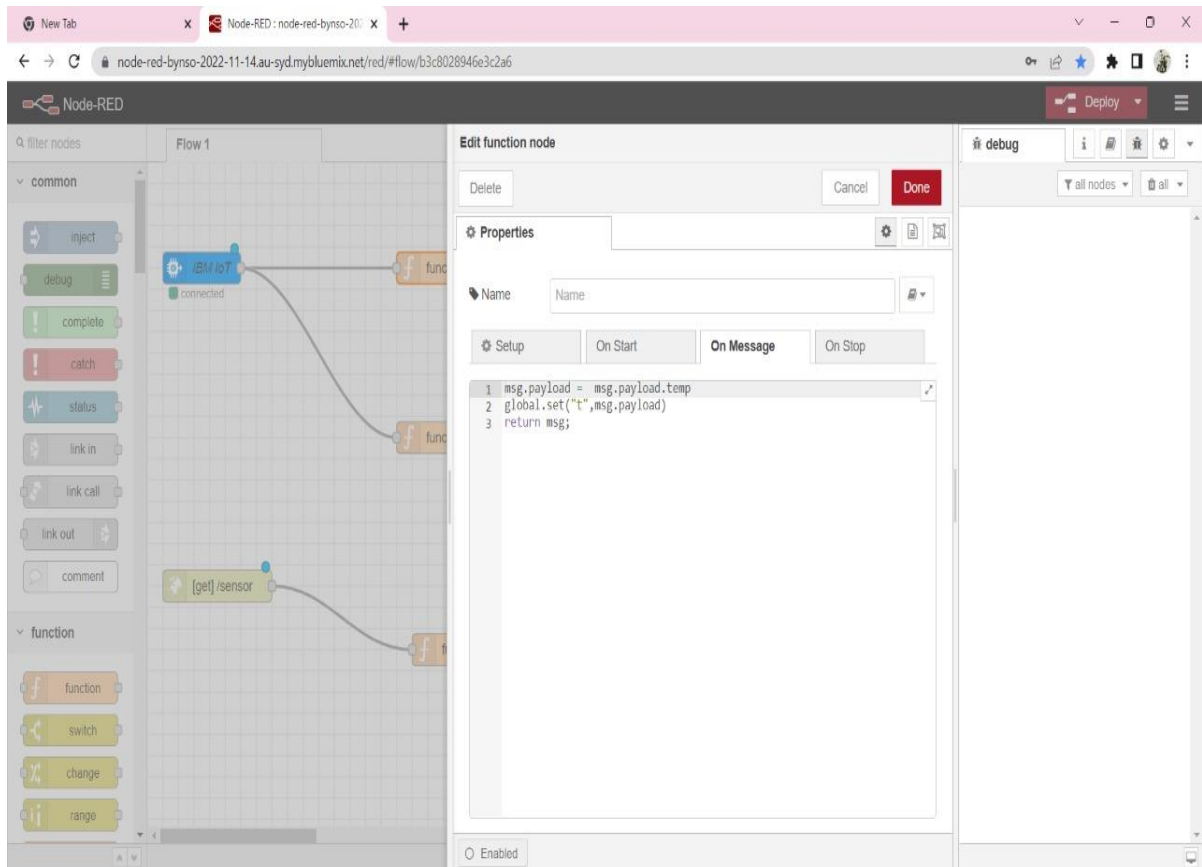 New Tab
Node-RED : node-red-bynso-202
node-red-bynso-2022-11-14.au-syd.mybluemix.net/red/#flow/b3c8028946e3c2a6
Node-RED
Deploy
filter nodes
Flow 1
Edit function node
debug
common
Delete
Cancel
Done
all nodes
all
inject
Properties
IBM IoT
func
debug
connected
Name
Name
complete
Setup
On Start
On Message
On Stop
catch
1 msg.payload =  msg.payload.temp
2 global.set("t",msg.payload)
3 return msg;
status
func
link in
link call
link out
comment
[get] /sensor
function
f
function
switch
change
range
Enabled